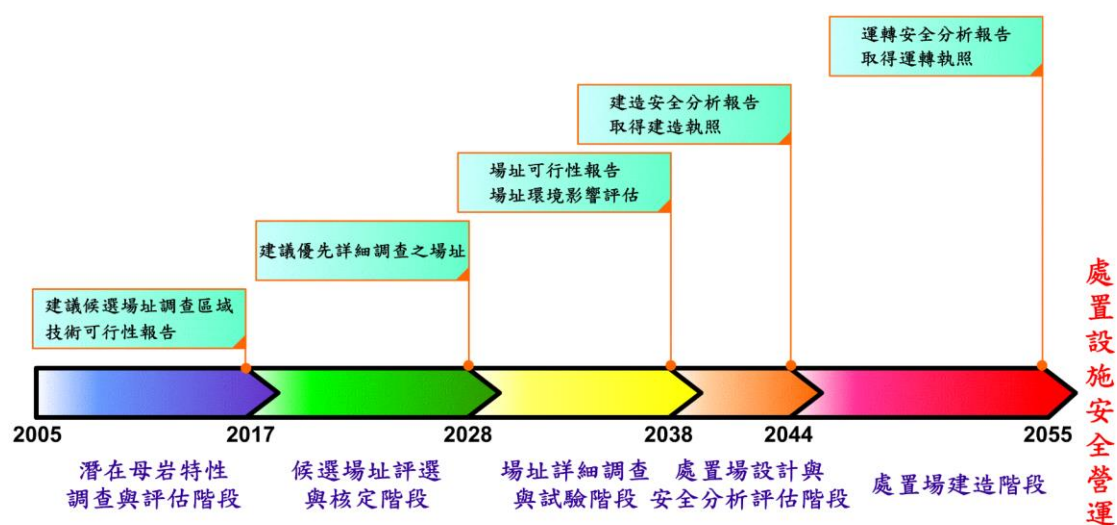 運轉安全分析報告
取得運轉執照
建造安全分析報告
取得建造執照
場址可行性報告
場址環境影響評估
建議優先詳細調查之場址
建議候選場址調查區域
技術可行性報告
處置設施安全營運
2005
2017
2028
2038
2044
2055
潛在母岩特性
調查與評估階段
候選場址評選
與核定階段
場址詳細調查
與試驗階段
處置場設計與
安全分析評估階段
處置場建造階段